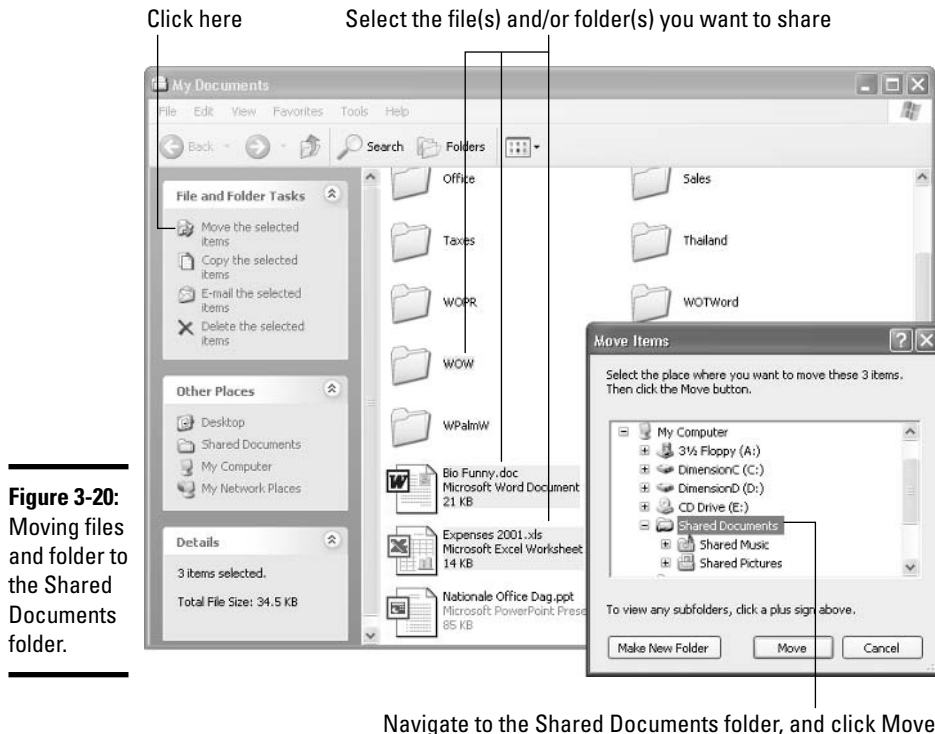 Click here
Select the file(s) and/or folder(s) you want to share
My Documents
File Edit View Favorites Tools Help
Back
Search
Folders
File and Folder Tasks
Move the selected
items
Copy the selected
items
E-mail the selected
items
Delete the selected
items
Other Places
Desktop
Shared Documents
My Computer
My Network Places
Details
3 items selected.
Total File Size: 34.5 KB
Office
Sales
Taxes
Thailand
WOPR
WOTWord
WOW
WPalmW
Bio Funny.doc
Microsoft Word Document
21 KB
Expenses 2001.xls
Microsoft Excel Worksheet
14 KB
Nationale Office Dag.ppt
Microsoft PowerPoint Prese
85 KB
Move Items
Select the place where you want to move these 3 items.
Then click the Move button.
My Computer
3½ Floppy (A:)
DimensionC (C:)
DimensionD (D:)
CD Drive (E:)
Shared Documents
Shared Music
Shared Pictures
To view any subfolders, click a plus sign above.
Make New Folder
Move
Cancel
Figure 3-20:
Moving files
and folder to
the Shared
Documents
folder.
Navigate to the Shared Documents folder, and click Move